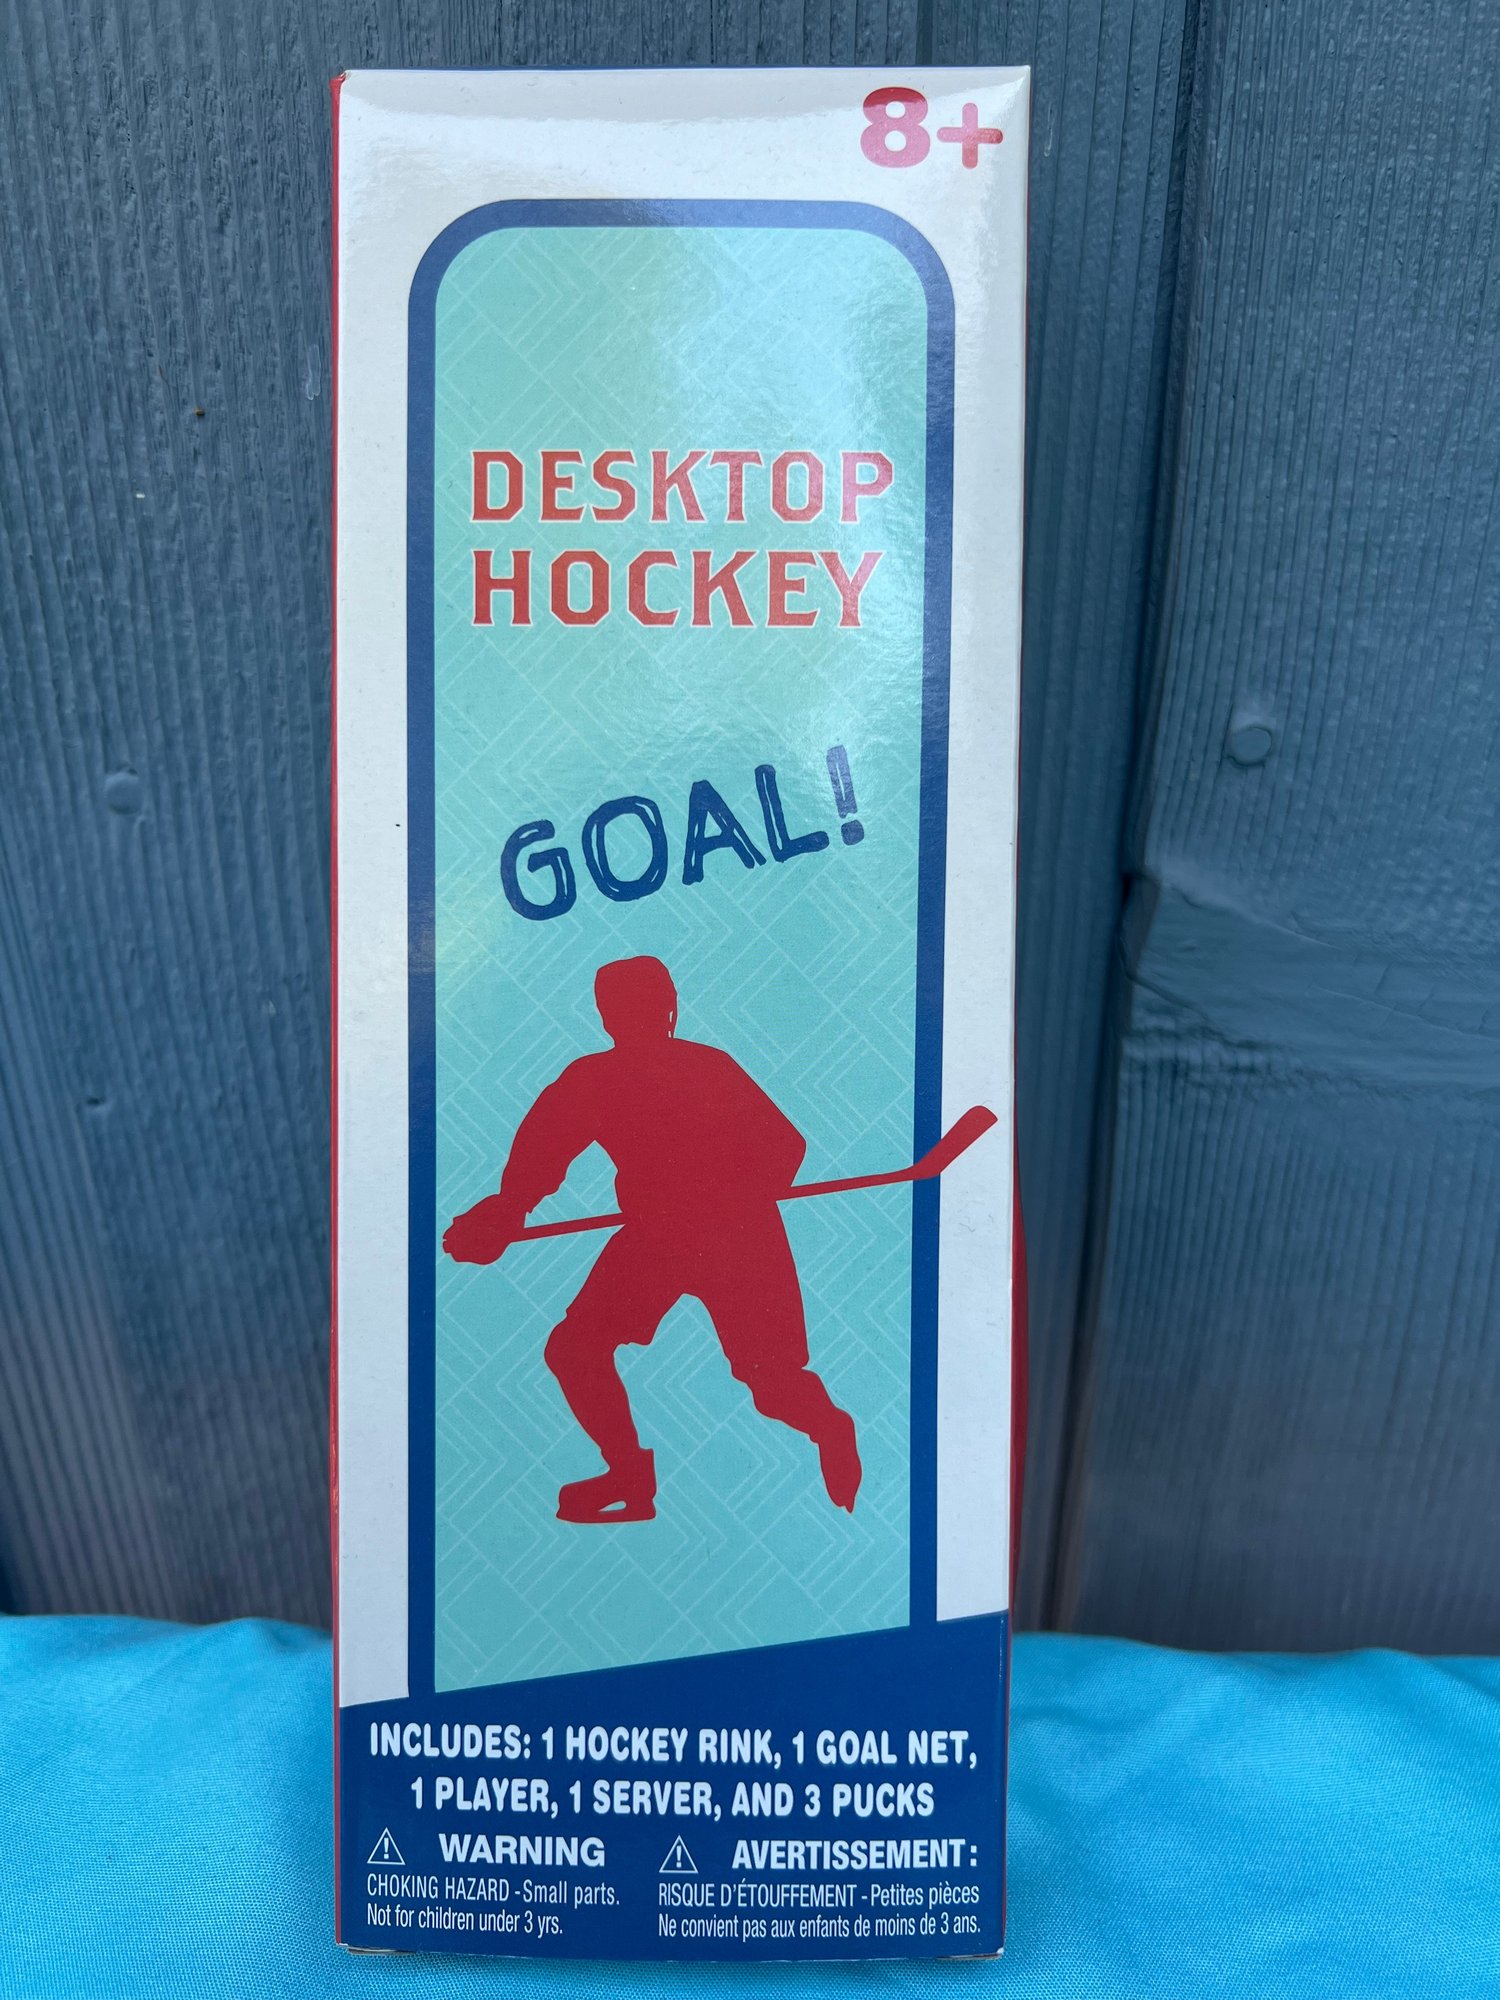 8+
DESKTOP
HOCKEY
GOAL!
INCLUDES: 1 HOCKEY RINK, 1 GOAL NET,
1 PLAYER, 1 SERVER, AND 3 PUCKS
WARNING
CHOKING HAZARD -Small parts.
Not for children under 3 yrs.
AVERTISSEMENT:
RISQUE D'ÉTOUFFEMENT -Petites pièces
Ne convient pas aux enfants de moins de 3 ans.